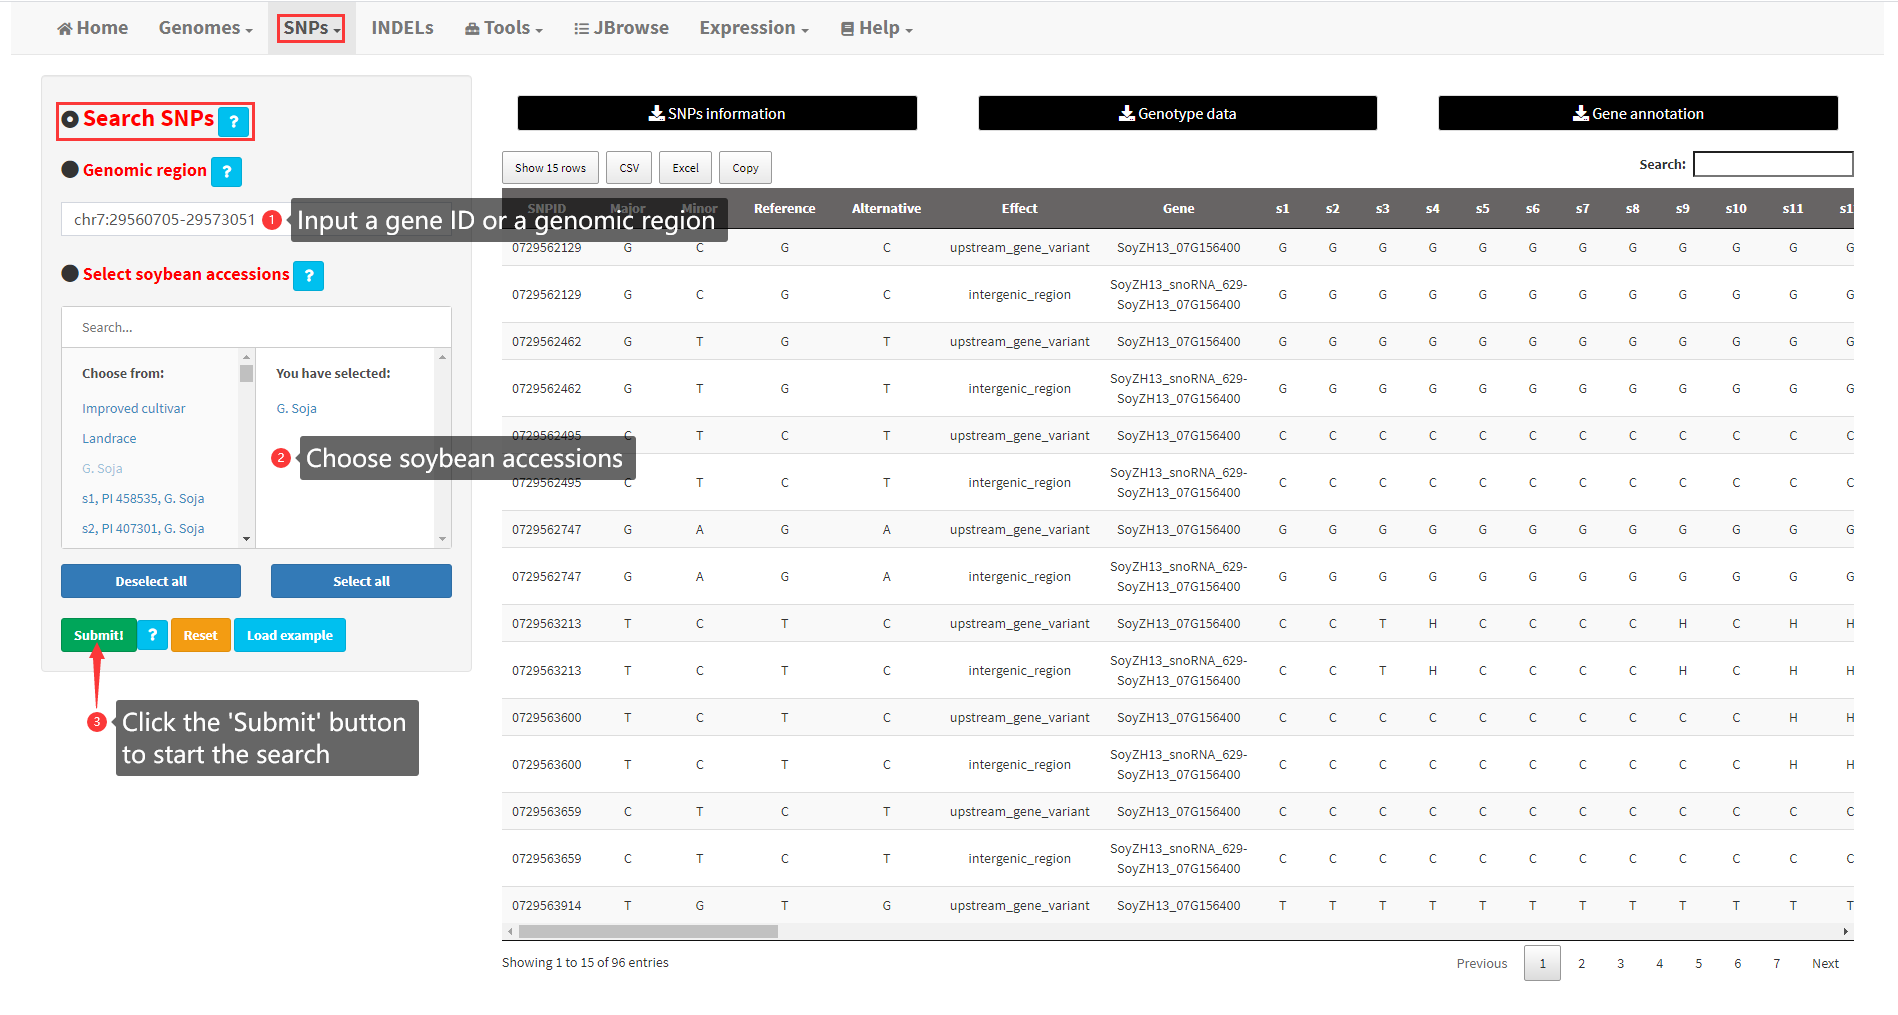 Home Genomes SNPs INDELs Tools JBrowse Expression Help
Search SNPs ?
Genomic region ?
chr7:29560705-29573051
1 Input a gene ID or a genomic region
Select soybean accessions ?
Search...
Choose from:
Improved cultivar
Landrace
G. Soja
s1, PI 458535, G. Soja
s2, PI 407301, G. Soja
You have selected:
G. Soja
2 Choose soybean accessions
Deselect all Select all
Submit! ? Reset Load example
3 Click the 'Submit' button
to start the search
SNPs information Genotype data Gene annotation
Show 15 rows CSV Excel Copy Search:
SNPID Major Minor Reference Alternative Effect Gene s1 s2 s3 s4 s5 s6 s7 s8 s9 s10 s11 s1
0729562129 G C G C upstream_gene_variant SoyZH13_07G156400 G G G G G G G G G G G G
0729562129 G C G C intergenic_region SoyZH13_snoRNA_629-
SoyZH13_07G156400 G G G G G G G G G G G G
0729562462 G T G T upstream_gene_variant SoyZH13_07G156400 G G G G G G G G G G G G
0729562462 G T G T intergenic_region SoyZH13_snoRNA_629-
SoyZH13_07G156400 G G G G G G G G G G G G
0729562495 C T C T upstream_gene_variant SoyZH13_07G156400 C C C C C C C C C C C C
0729562495 C T C T intergenic_region SoyZH13_snoRNA_629-
SoyZH13_07G156400 C C C C C C C C C C C C
0729562747 G A G A upstream_gene_variant SoyZH13_07G156400 G G G G G G G G G G G G
0729562747 G A G A intergenic_region SoyZH13_snoRNA_629-
SoyZH13_07G156400 G G G G G G G G G G G G
0729563213 T C T C upstream_gene_variant SoyZH13_07G156400 C C T H C C C C H C H H
0729563213 T C T C intergenic_region SoyZH13_snoRNA_629-
SoyZH13_07G156400 C C T H C C C C H C H H
0729563600 T C T C upstream_gene_variant SoyZH13_07G156400 C C C C C C C C C C H H
0729563600 T C T C intergenic_region SoyZH13_snoRNA_629-
SoyZH13_07G156400 C C C C C C C C C C H H
0729563659 C T C T upstream_gene_variant SoyZH13_07G156400 C C C C C C C C C C C C
0729563659 C T C T intergenic_region SoyZH13_snoRNA_629-
SoyZH13_07G156400 C C C C C C C C C C C C
0729563914 T G T G upstream_gene_variant SoyZH13_07G156400 T T T T T T T T T T T T
Showing 1 to 15 of 96 entries
Previous 1 2 3 4 5 6 7 Next